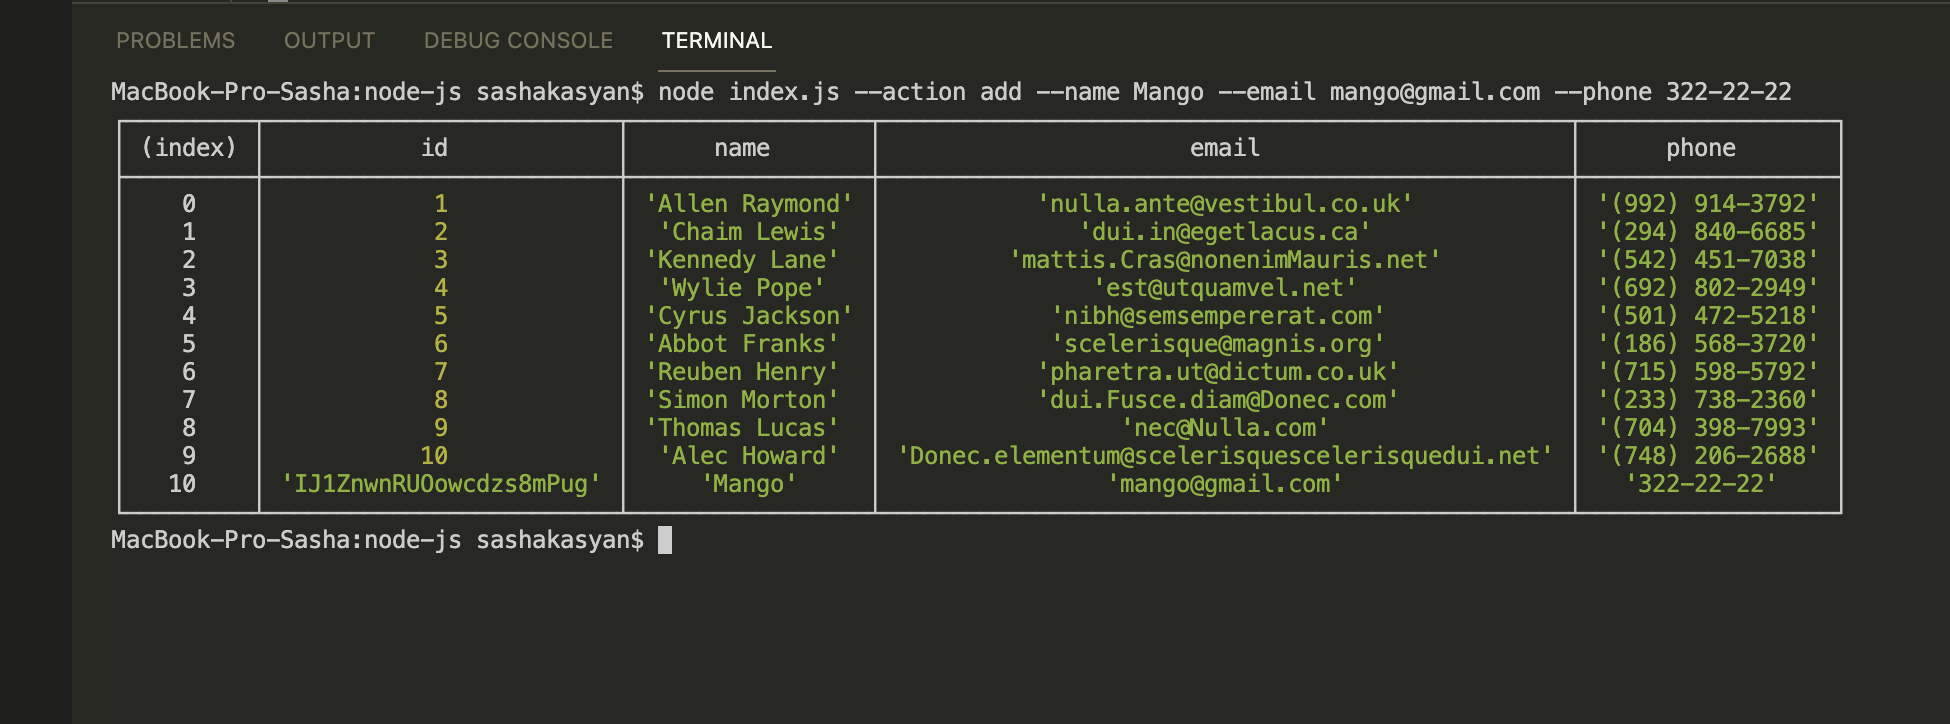 PROBLEMS OUTPUT DEBUG CONSOLE TERMINAL
MacBook-Pro-Sasha:node-js sashakasyan$ node index.js --action add --name Mango --email mango@gmail.com --phone 322-22-22
(index) id name email phone
0 1 'Allen Raymond' 'nulla.ante@vestibul.co.uk' '(992) 914-3792'
1 2 'Chaim Lewis' 'dui.in@egetlacus.ca' '(294) 840-6685'
2 3 'Kennedy Lane' 'mattis.Cras@nonenimMauris.net' '(542) 451-7038'
3 4 'Wylie Pope' 'est@utquamvel.net' '(692) 802-2949'
4 5 'Cyrus Jackson' 'nibh@semsempererat.com' '(501) 472-5218'
5 6 'Abbot Franks' 'scelerisque@magnis.org' '(186) 568-3720'
6 7 'Reuben Henry' 'pharetra.ut@dictum.co.uk' '(715) 598-5792'
7 8 'Simon Morton' 'dui.Fusce.diam@Donec.com' '(233) 738-2360'
8 9 'Thomas Lucas' 'nec@Nulla.com' '(704) 398-7993'
9 10 'Alec Howard' 'Donec.elementum@scelerisquescelerisquedui.net' '(748) 206-2688'
10 'IJ1ZnwnRUOowcdzs8mPug' 'Mango' 'mango@gmail.com' '322-22-22'
MacBook-Pro-Sasha:node-js sashakasyan$